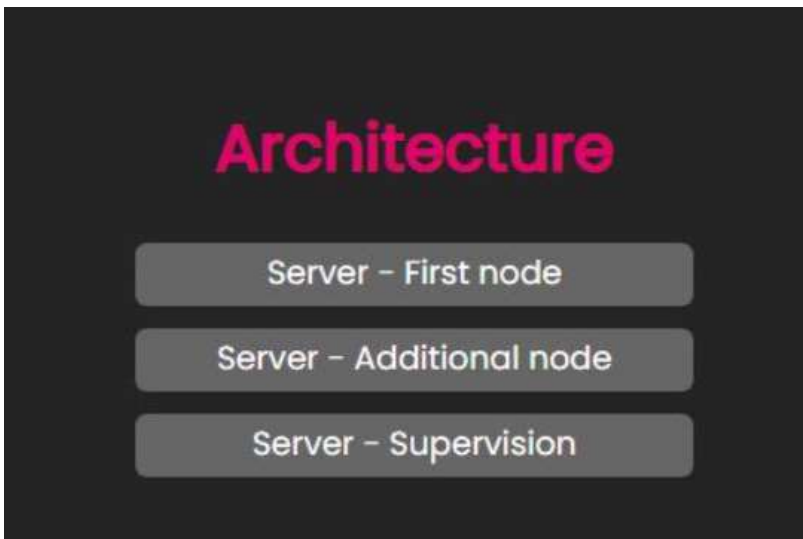 Architecture
Server - First node
Server - Additional node
Server - Supervision